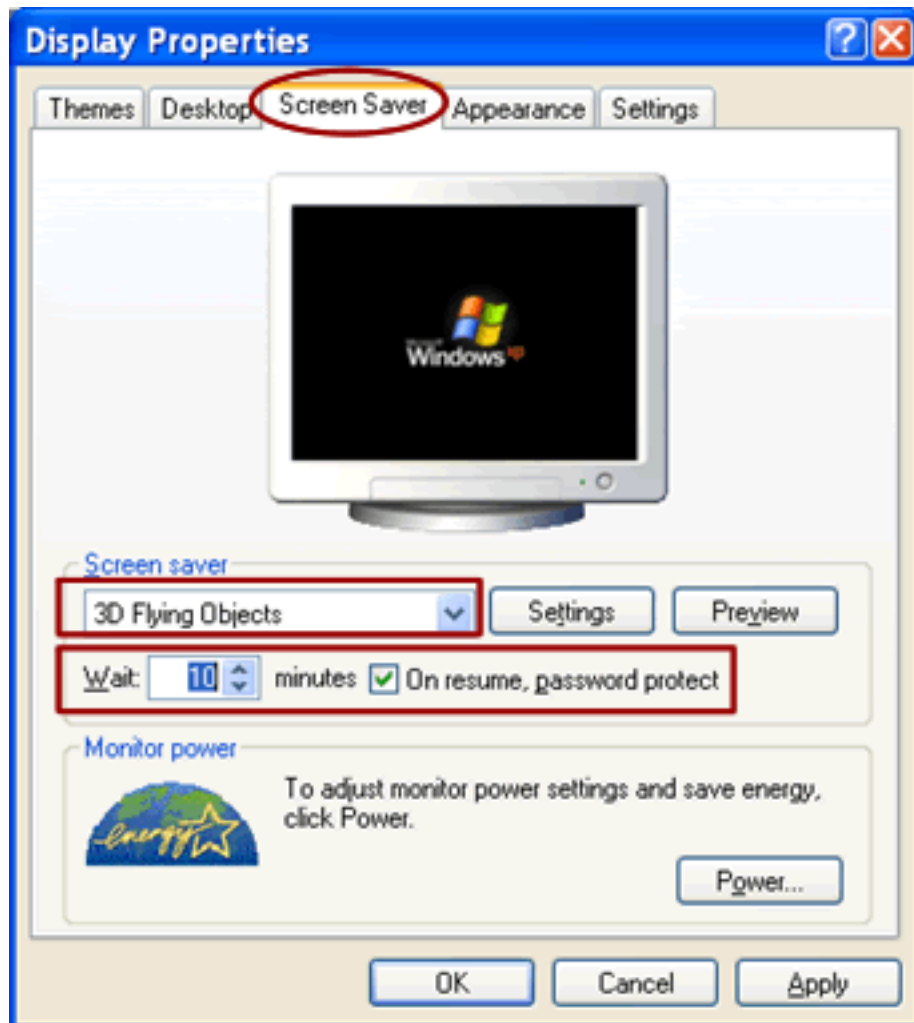 Display Properties
Themes Desktop Screen Saver Appearance Settings
Microsoft
Windows xp
Screen saver
3D Flying Objects Settings Preview
Wait: 10 minutes On resume, password protect
Monitor power
To adjust monitor power settings and save energy,
click Power.
energy
Power...
OK Cancel Apply